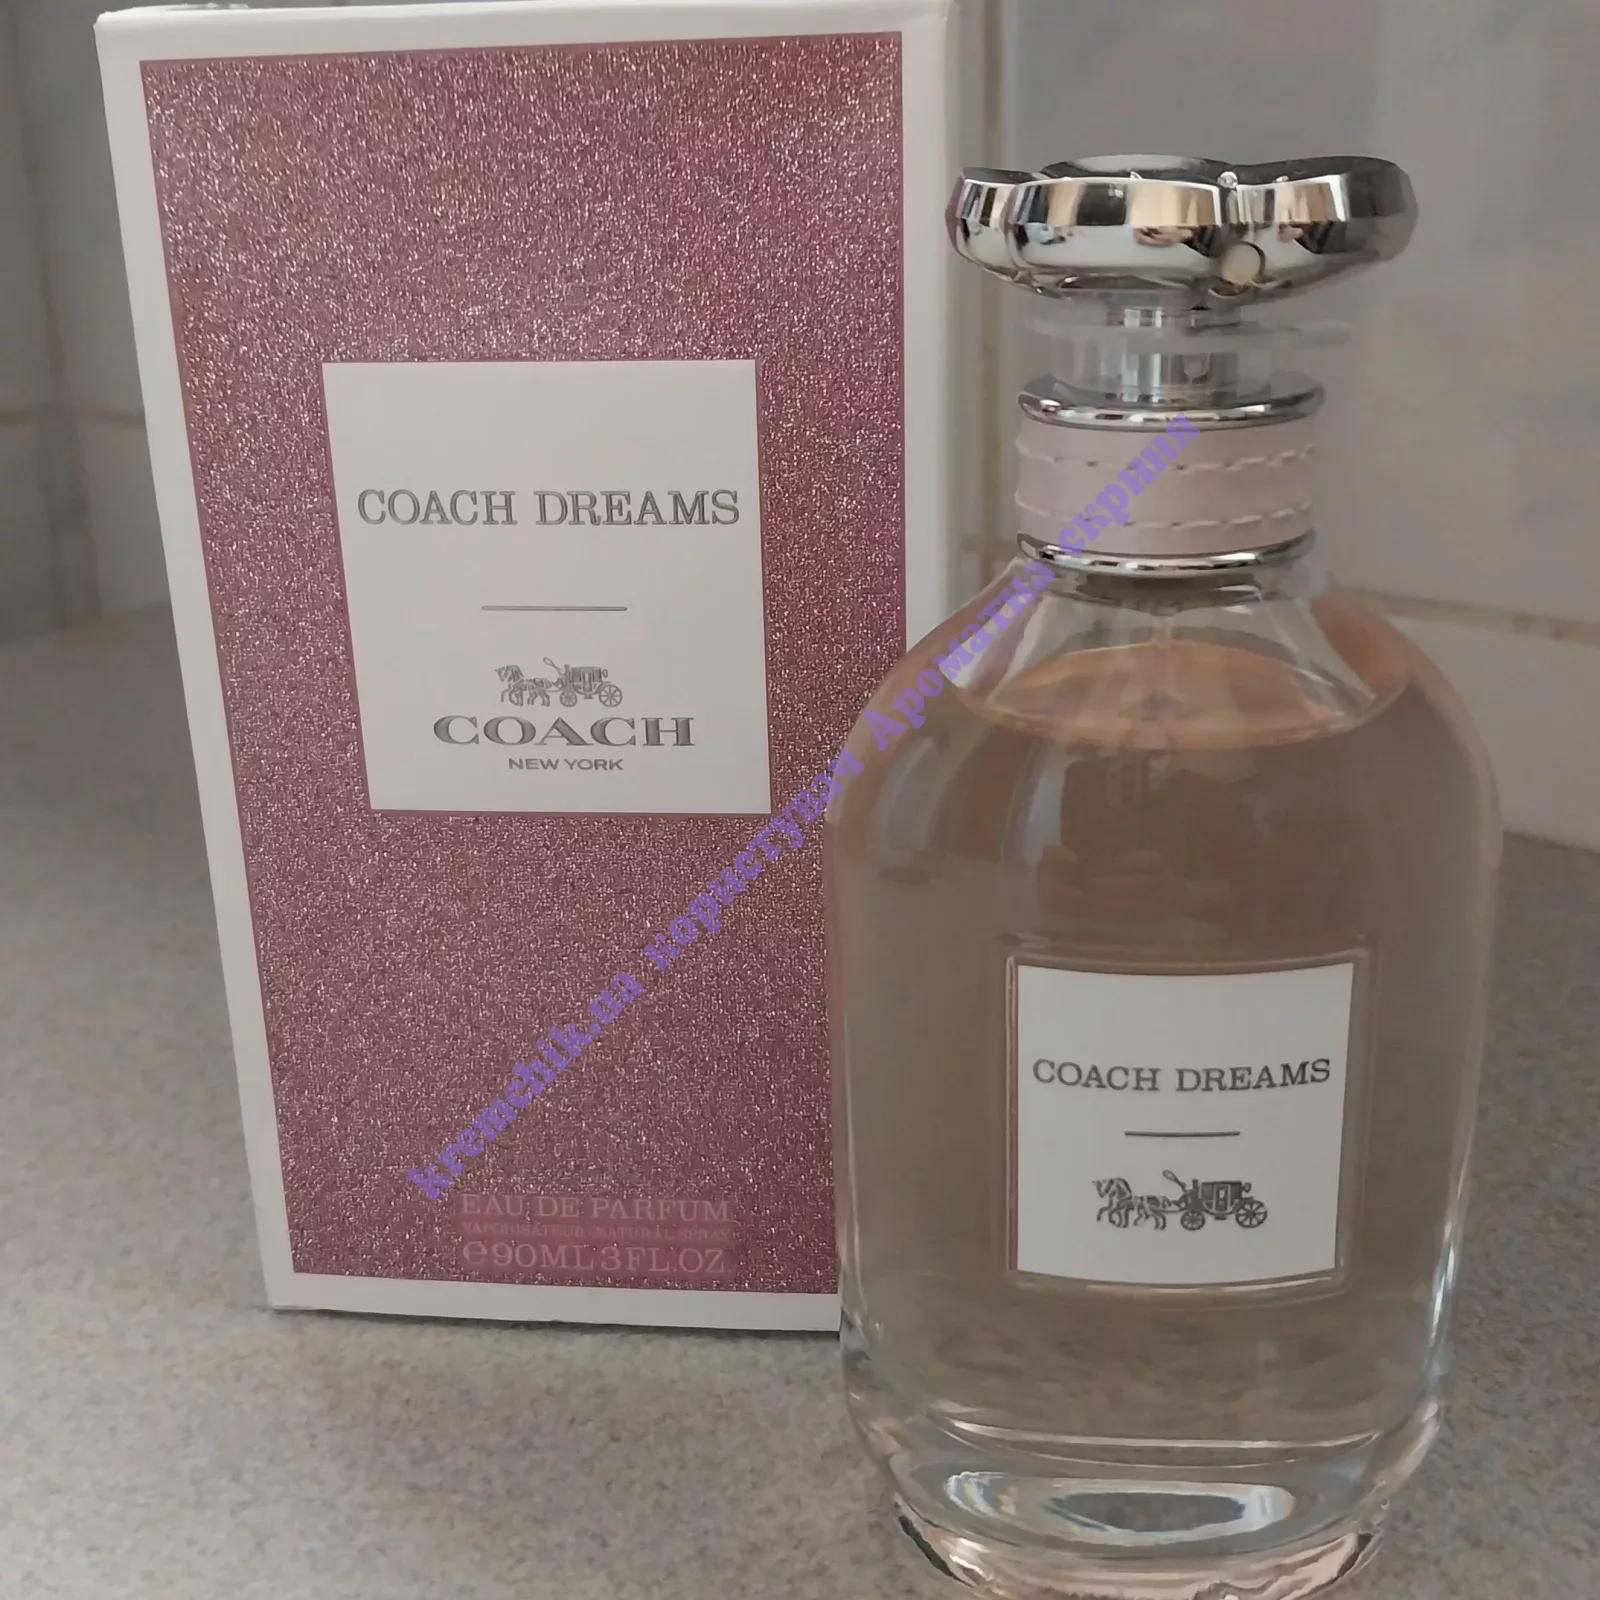 COACH DREAMS
COACH
NEW YORK
EAU DE PARFUM
VAPORISATEUR · NATURAL SPRAY
℮90ML 3FL.OZ
COACH DREAMS
kremchik.ua користувач Ароматна скриня